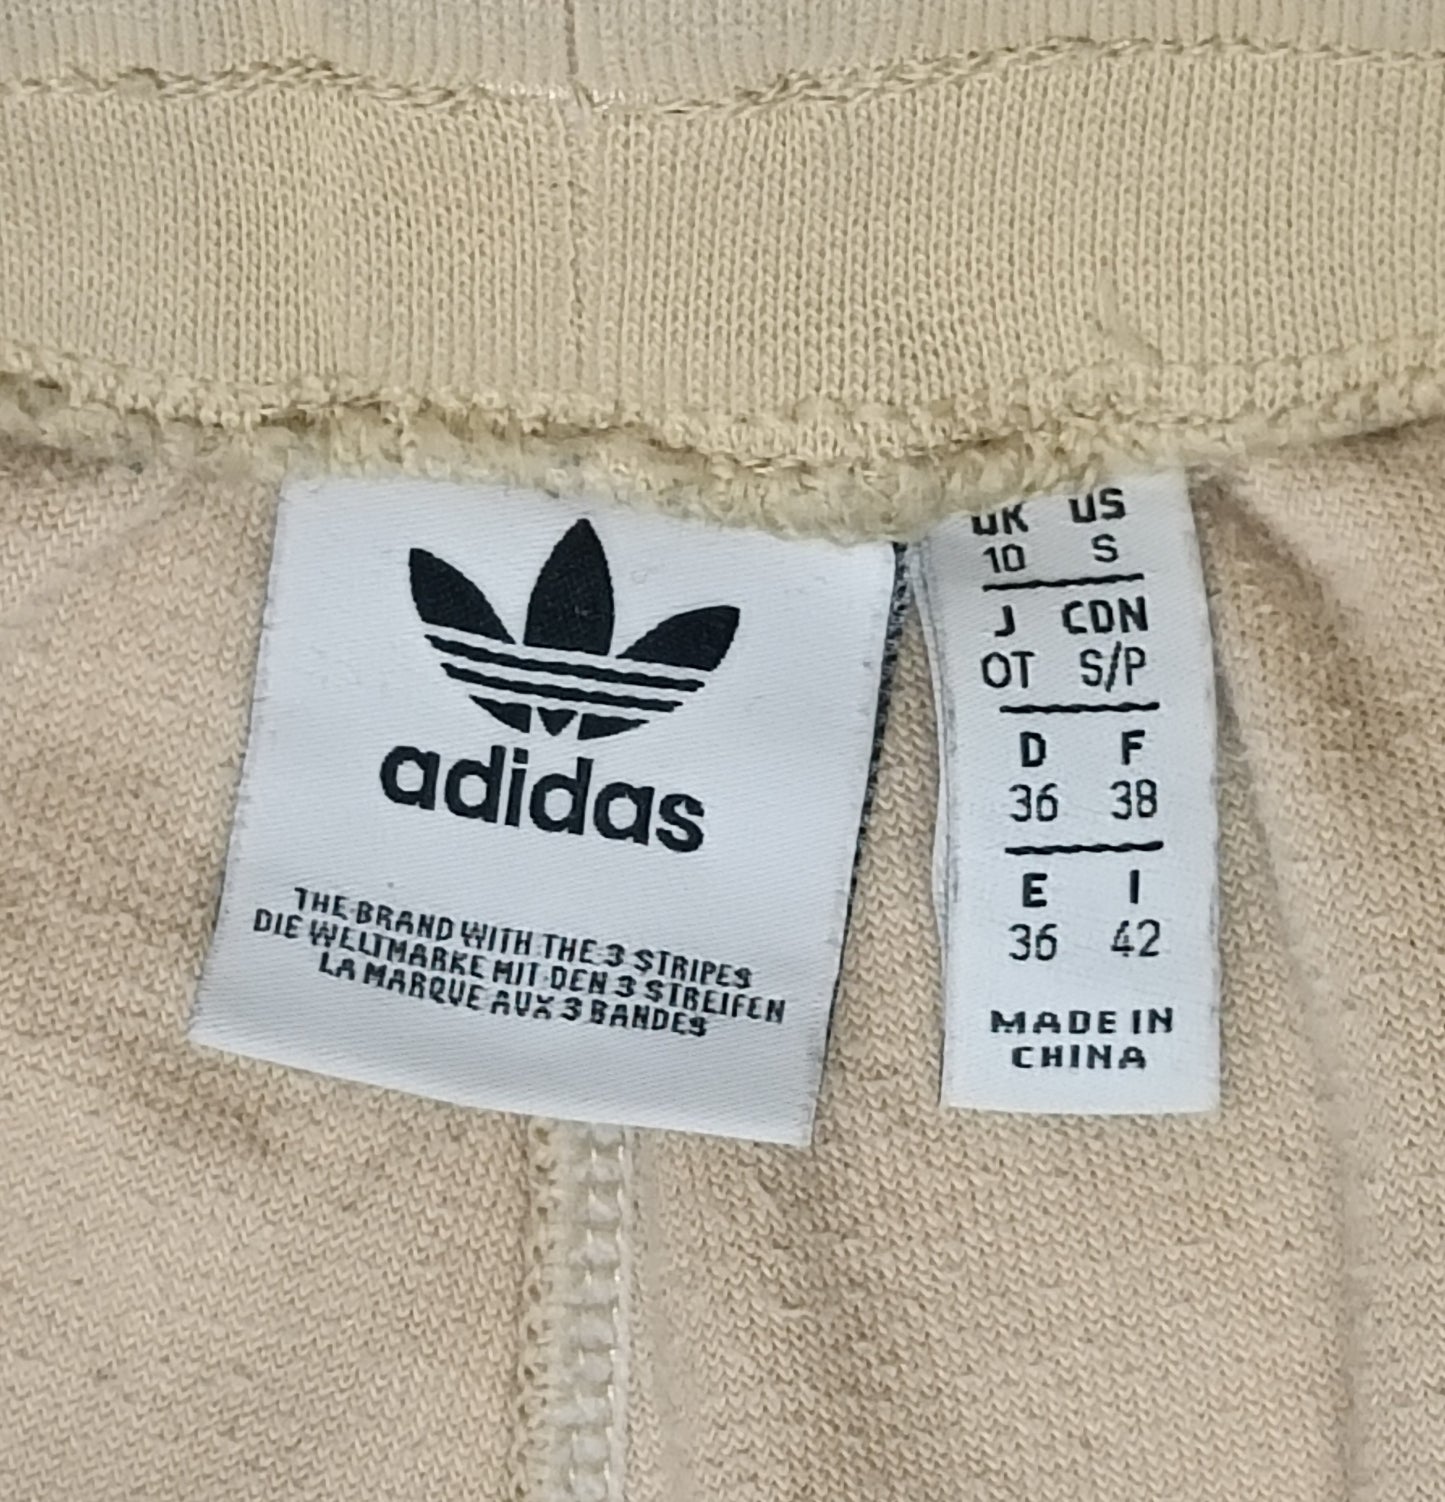 adidas
THE BRAND WITH THE 3 STRIPES
DIE WELTMARKE MIT DEN 3 STREIFEN
LA MARQUE AUX 3 BANDES
UK US
10 S
J CDN
OT S/P
D F
36 38
E I
36 42
MADE IN
CHINA